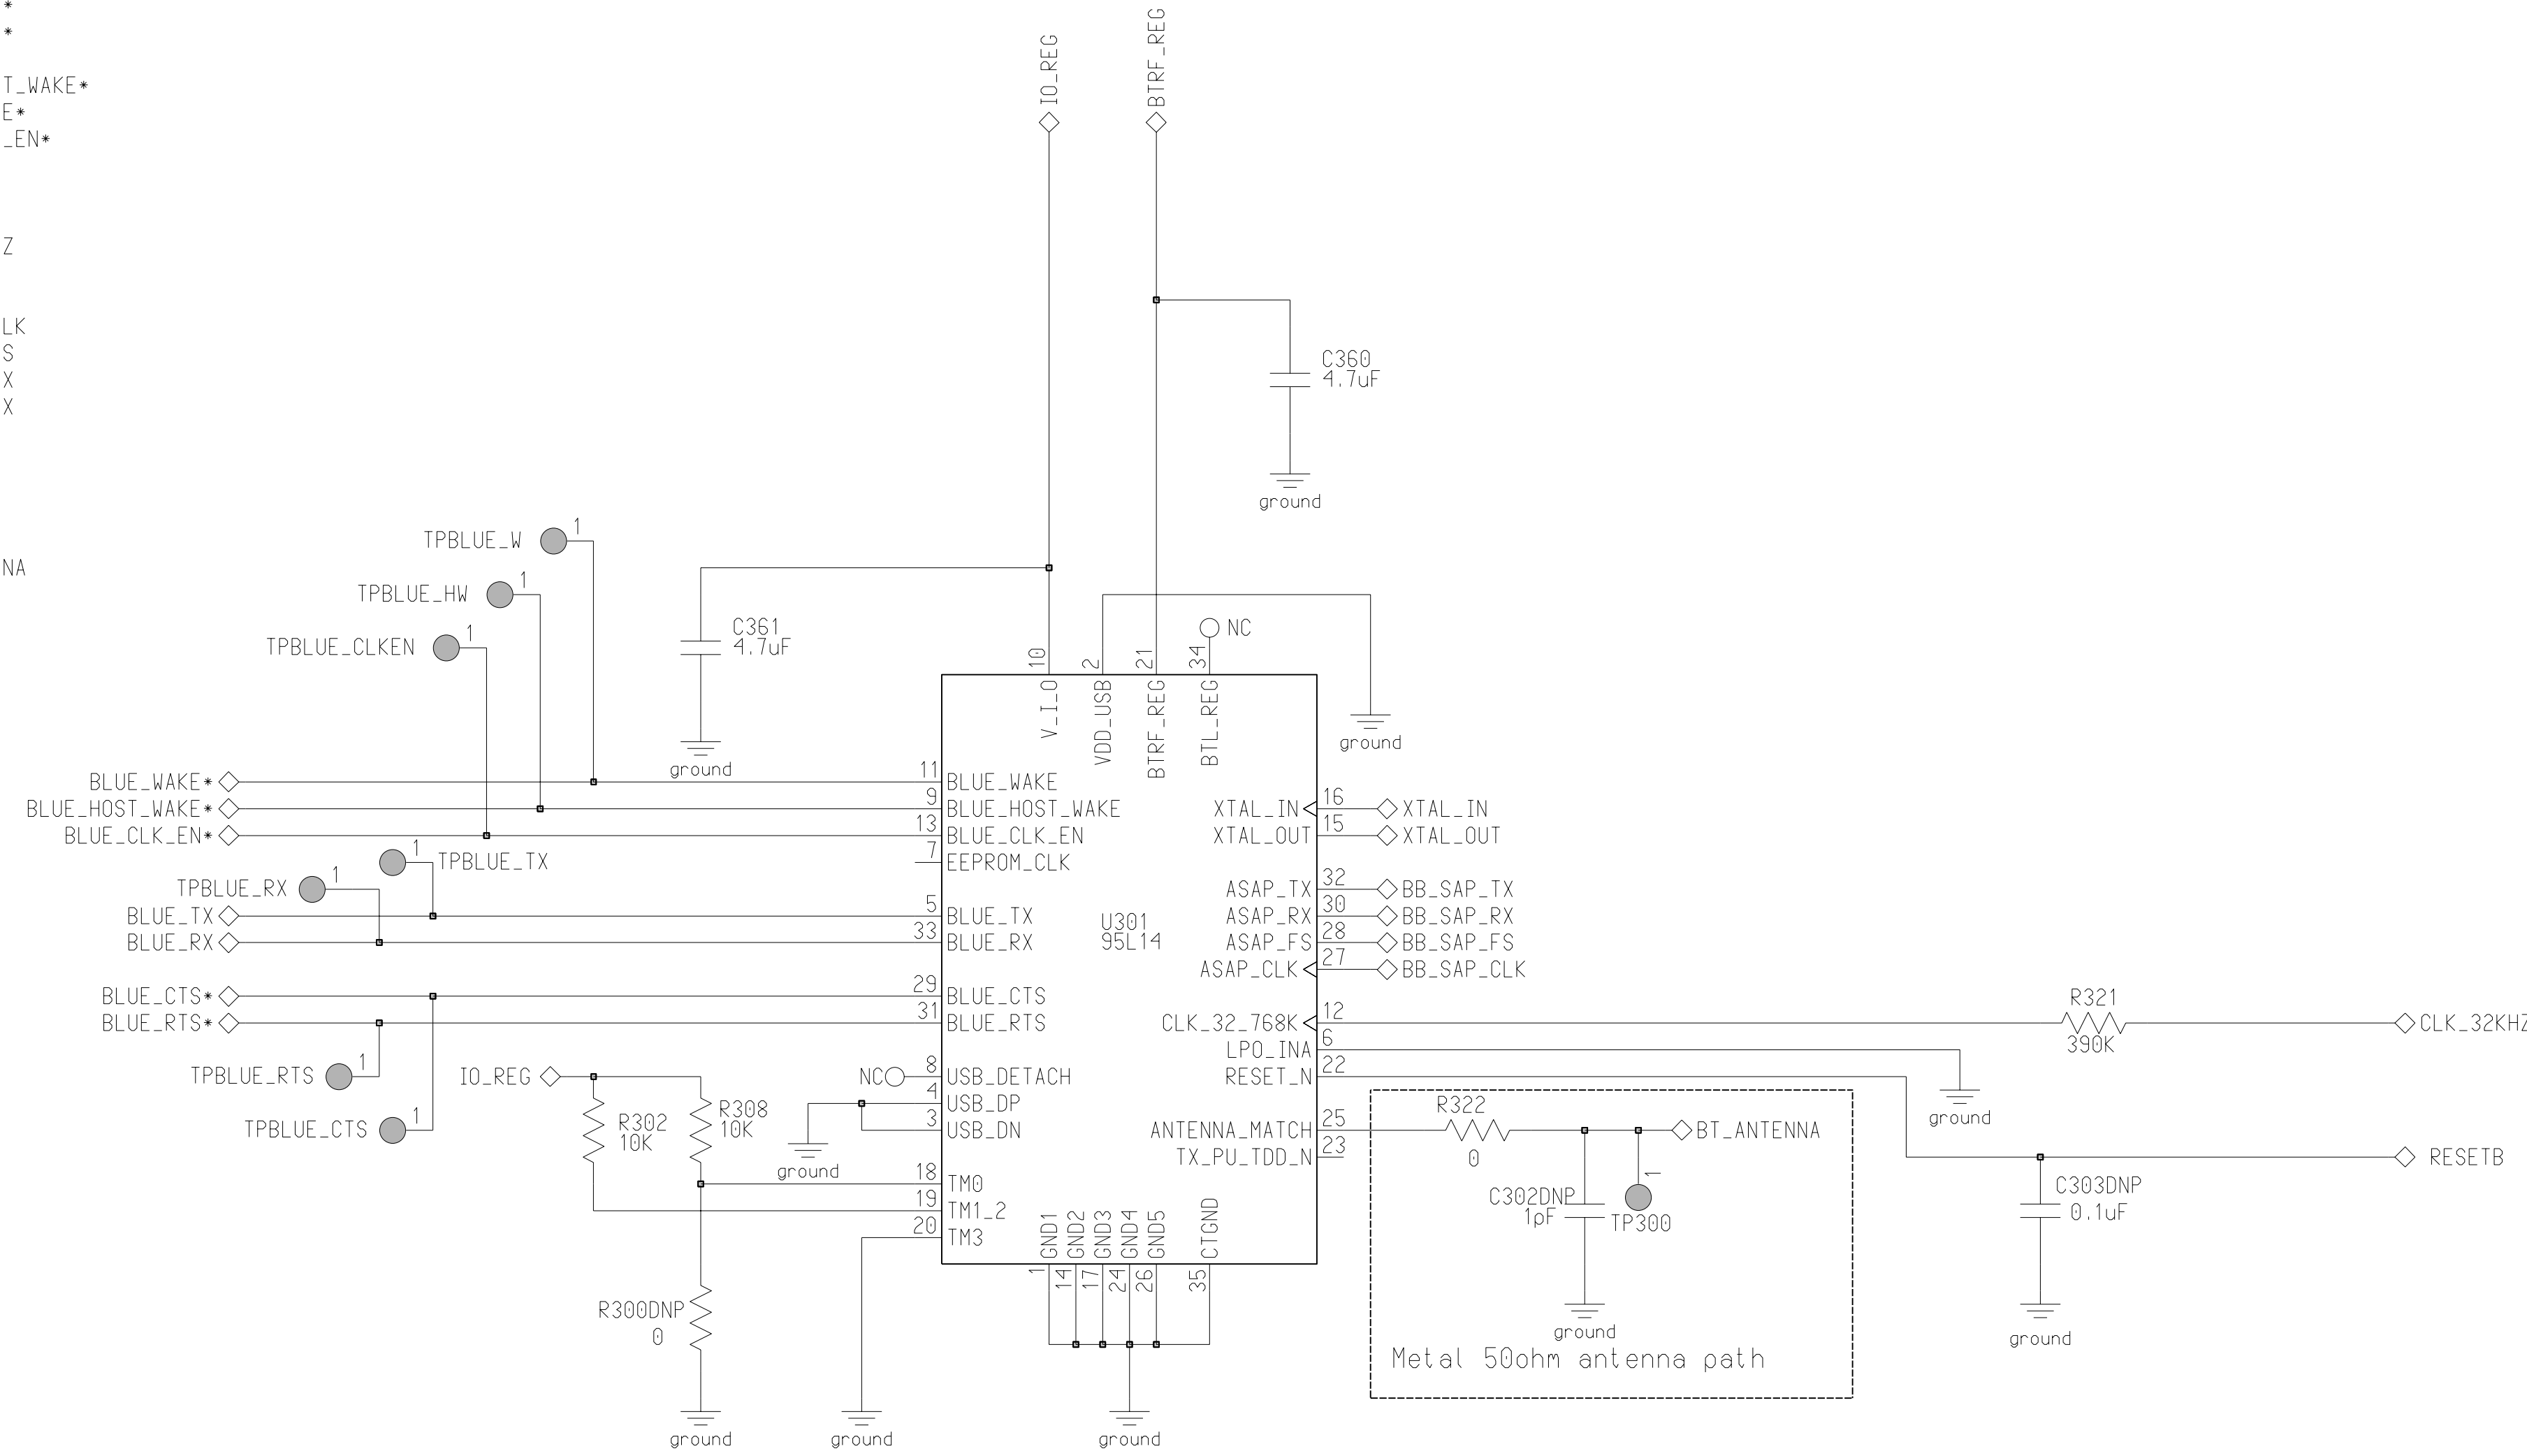 *
*
T_WAKE*
E*
_EN*
Z
LK
S
X
X
NA
IO_REG
BTRF_REG
C360
4.7uF
ground
TPBLUE_W
1
TPBLUE_HW
1
TPBLUE_CLKEN
1
C361
4.7uF
ground
NC
ground
10
2
21
34
V_I_O
VDD_USB
BTRF_REG
BTL_REG
BLUE_WAKE*
11
BLUE_WAKE
BLUE_HOST_WAKE*
9
BLUE_HOST_WAKE
BLUE_CLK_EN*
13
BLUE_CLK_EN
7
EEPROM_CLK
1
TPBLUE_TX
TPBLUE_RX
1
BLUE_TX
5
BLUE_TX
BLUE_RX
33
BLUE_RX
BLUE_CTS*
29
BLUE_CTS
BLUE_RTS*
31
BLUE_RTS
TPBLUE_RTS
1
TPBLUE_CTS
1
IO_REG
NC
8
USB_DETACH
4
USB_DP
3
USB_DN
ground
R302
10K
R308
10K
18
TM0
19
TM1_2
20
TM3
R300DNP
0
ground
ground
U301
95L14
XTAL_IN
16
XTAL_IN
XTAL_OUT
15
XTAL_OUT
ASAP_TX
32
BB_SAP_TX
ASAP_RX
30
BB_SAP_RX
ASAP_FS
28
BB_SAP_FS
ASAP_CLK
27
BB_SAP_CLK
CLK_32_768K
12
R321
390K
CLK_32KHZ
LPO_INA
6
ground
RESET_N
22
RESETB
C303DNP
0.1uF
ground
ANTENNA_MATCH
25
R322
0
BT_ANTENNA
TX_PU_TDD_N
23
C302DNP
1pF
1
TP300
ground
Metal 50ohm antenna path
GND1
GND2
GND3
GND4
GND5
CTGND
1
14
17
24
26
35
ground